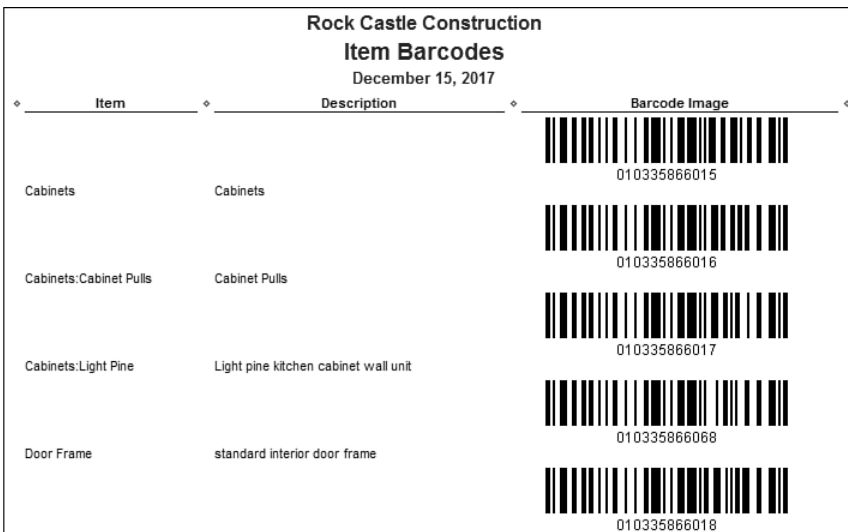 Rock Castle Construction
Item Barcodes
December 15, 2017
Item Description Barcode Image
010335866015
Cabinets Cabinets
010335866016
Cabinets:Cabinet Pulls Cabinet Pulls
010335866017
Cabinets:Light Pine Light pine kitchen cabinet wall unit
010335866068
Door Frame standard interior door frame
010335866018